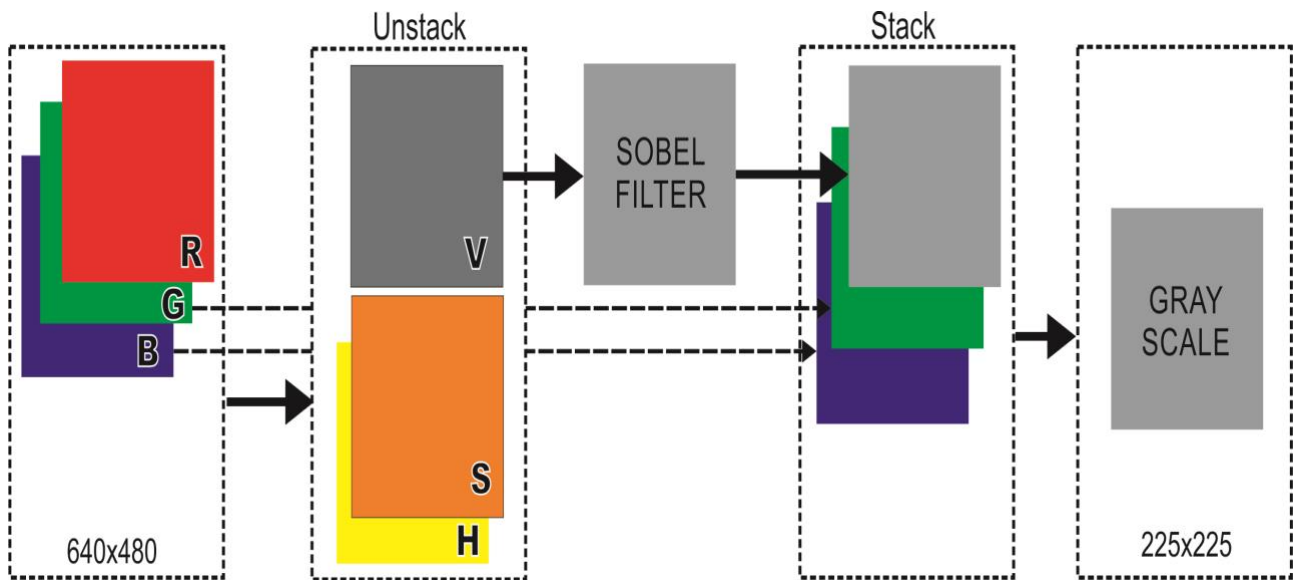 Unstack
Stack
R
G
B
640x480
V
S
H
SOBEL
FILTER
GRAY
SCALE
225x225